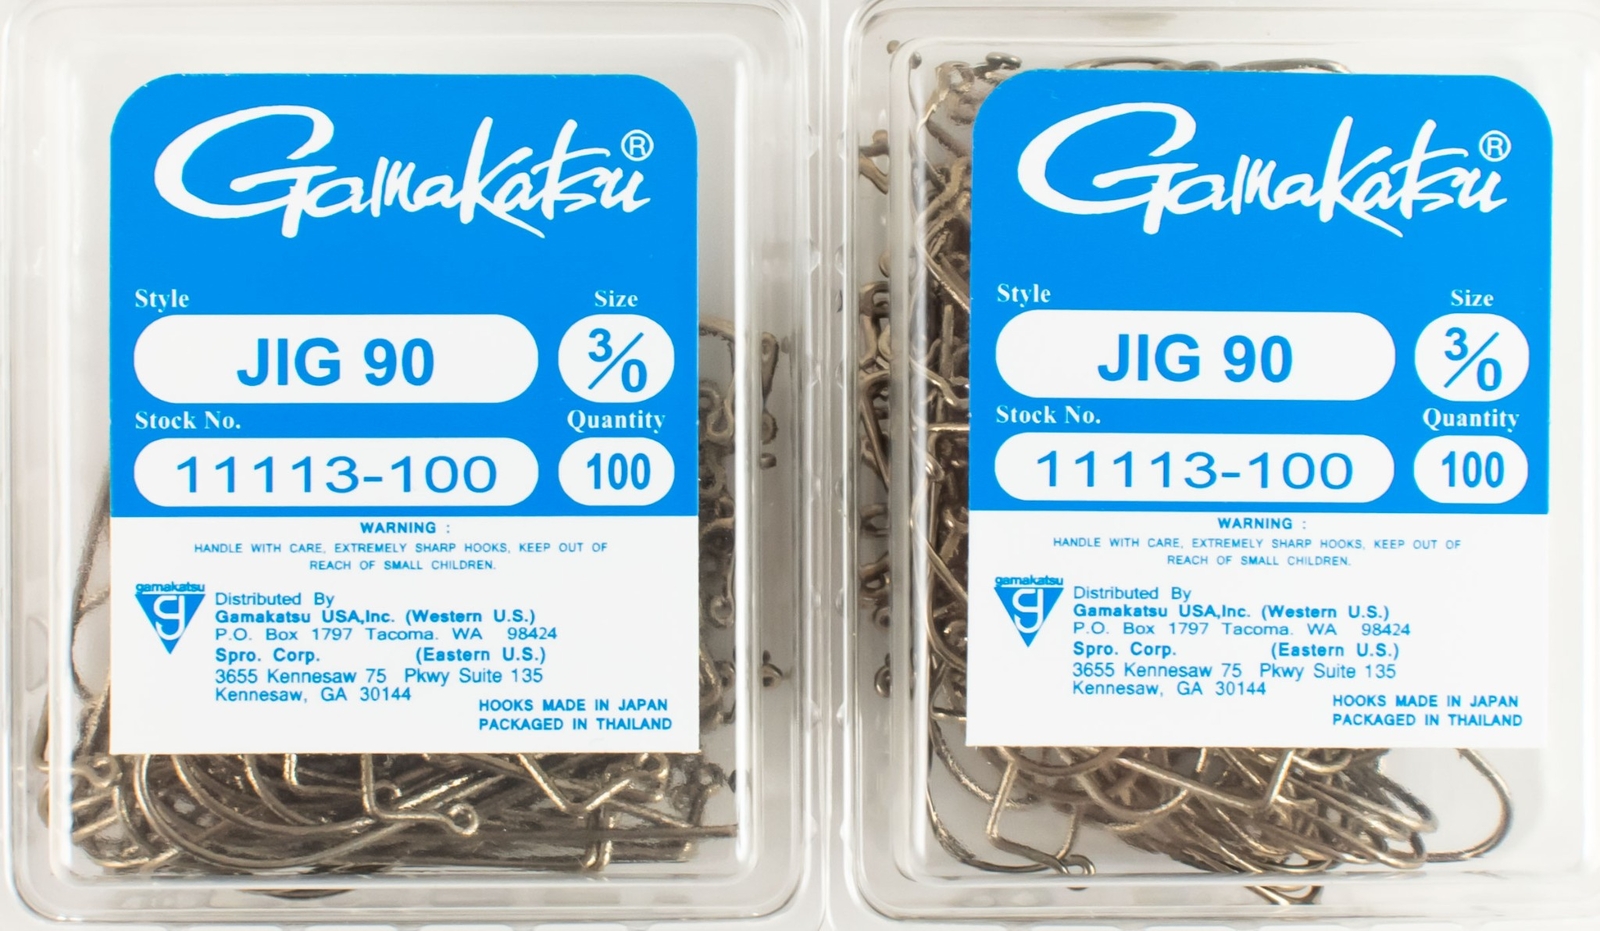 Gamakatsu®
Style Size
JIG 90 3/0
Stock No. Quantity
11113-100 100
WARNING :
HANDLE WITH CARE, EXTREMELY SHARP HOOKS, KEEP OUT OF
REACH OF SMALL CHILDREN.
gamakatsu
G
Distributed By
Gamakatsu USA,Inc. (Western U.S.)
P.O. Box 1797 Tacoma. WA 98424
Spro. Corp. (Eastern U.S.)
3655 Kennesaw 75 Pkwy Suite 135
Kennesaw, GA 30144
HOOKS MADE IN JAPAN
PACKAGED IN THAILAND
Gamakatsu®
Style Size
JIG 90 3/0
Stock No. Quantity
11113-100 100
WARNING :
HANDLE WITH CARE, EXTREMELY SHARP HOOKS, KEEP OUT OF
REACH OF SMALL CHILDREN.
gamakatsu
G
Distributed By
Gamakatsu USA,Inc. (Western U.S.)
P.O. Box 1797 Tacoma. WA 98424
Spro. Corp. (Eastern U.S.)
3655 Kennesaw 75 Pkwy Suite 135
Kennesaw, GA 30144
HOOKS MADE IN JAPAN
PACKAGED IN THAILAND